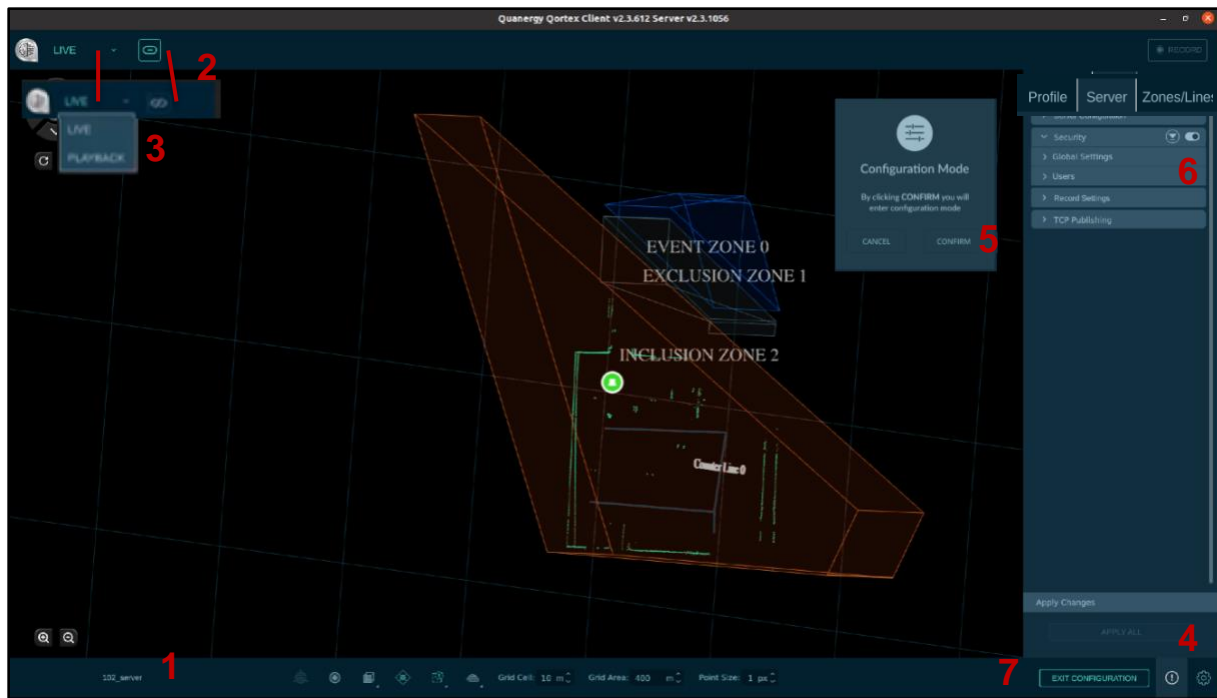 Quanergy Qortex Client v2.3.612 Server v2.3.1056
LIVE
RECORD
2
LIVE
LIVE
PLAYBACK
3
Profile
Server
Zones/Lines
Server Configuration
Security
Global Settings
6
Users
Record Settings
TCP Publishing
Configuration Mode
By clicking CONFIRM you will
enter configuration mode
CANCEL
CONFIRM
5
EVENT ZONE 0
EXCLUSION ZONE 1
INCLUSION ZONE 2
Counter Line 0
Apply Changes
APPLY ALL
4
102_server
1
Grid Cell: 10 m
Grid Area: 400 m
Point Size: 1 px
7
EXIT CONFIGURATION